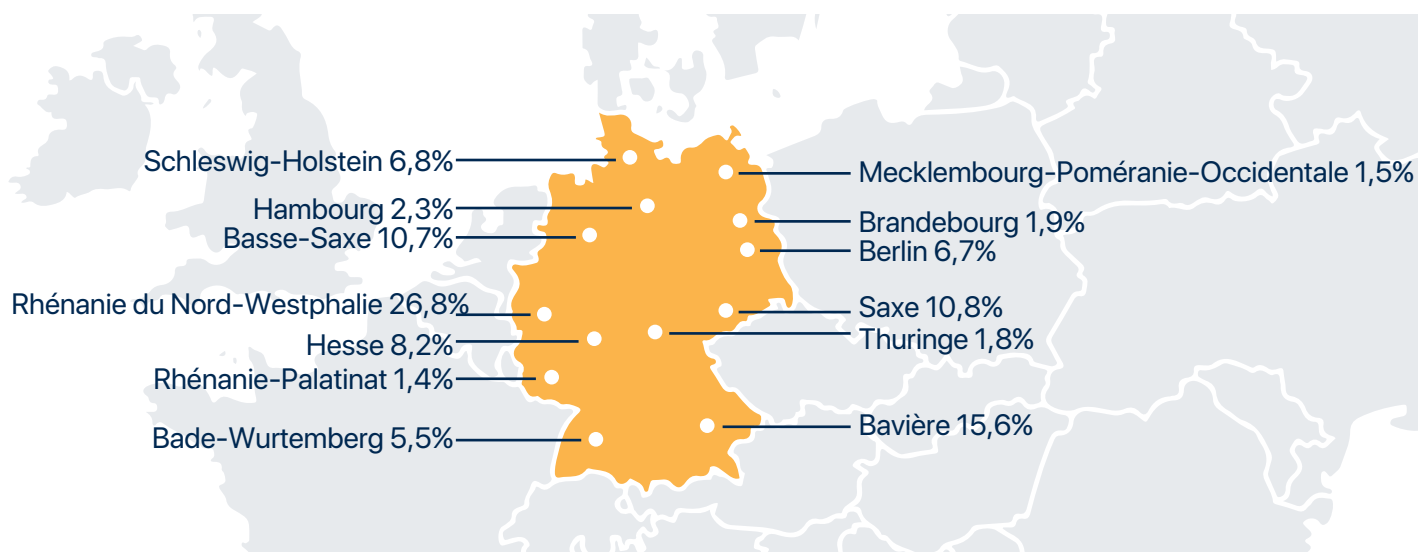 Schleswig-Holstein 6,8%
Hambourg 2,3%
Basse-Saxe 10,7%
Rhénanie du Nord-Westphalie 26,8%
Hesse 8,2%
Rhénanie-Palatinat 1,4%
Bade-Wurtemberg 5,5%
Mecklembourg-Poméranie-Occidentale 1,5%
Brandebourg 1,9%
Berlin 6,7%
Saxe 10,8%
Thuringe 1,8%
Bavière 15,6%